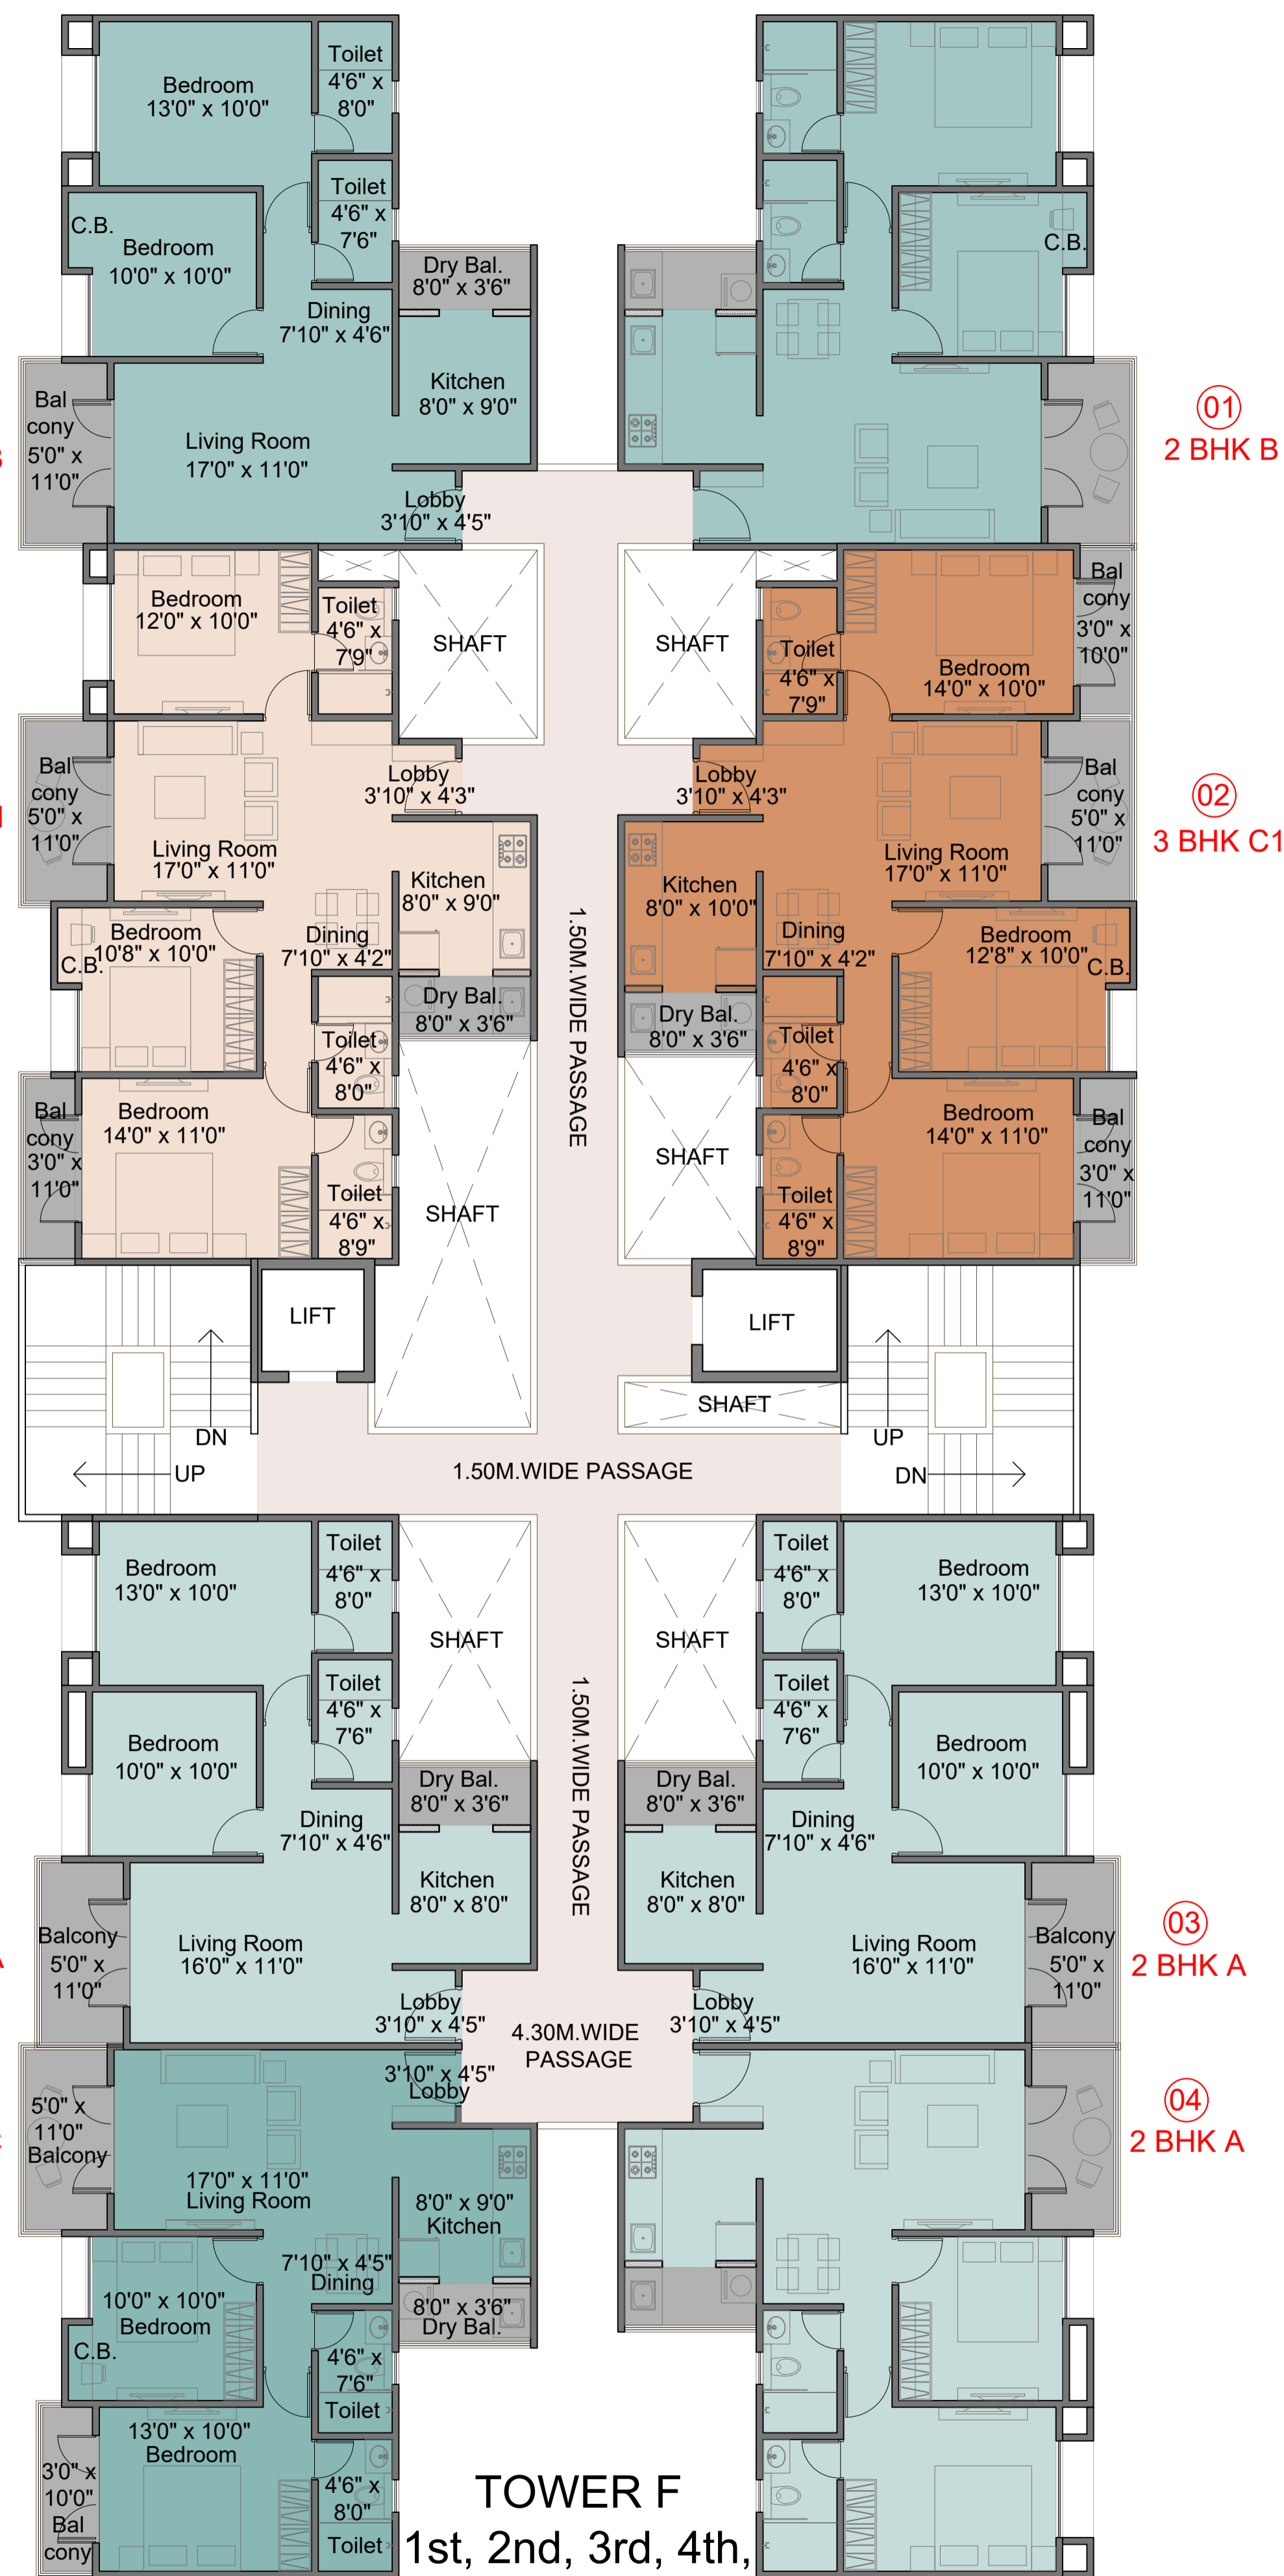 Bedroom
13'0" x 10'0"
Toilet
4'6" x
8'0"
Toilet
4'6" x
7'6"
C.B.
Bedroom
10'0" x 10'0"
Dry Bal.
8'0" x 3'6"
Dining
7'10" x 4'6"
Kitchen
8'0" x 9'0"
Bal
cony
5'0" x
11'0"
Living Room
17'0" x 11'0"
Lobby
3'10" x 4'5"
C.B.
01
2 BHK B
Bedroom
12'0" x 10'0"
Toilet
4'6" x
7'9"
SHAFT
SHAFT
Toilet
4'6" x
7'9"
Bedroom
14'0" x 10'0"
Bal
cony
3'0" x
10'0"
Bal
cony
5'0" x
11'0"
Living Room
17'0" x 11'0"
Lobby
3'10" x 4'3"
Lobby
3'10" x 4'3"
Living Room
17'0" x 11'0"
Bal
cony
5'0" x
11'0"
02
3 BHK C1
Kitchen
8'0" x 9'0"
Kitchen
8'0" x 10'0"
Bedroom
10'8" x 10'0"
C.B.
Dining
7'10" x 4'2"
1.50M.WIDE PASSAGE
Dining
7'10" x 4'2"
Bedroom
12'8" x 10'0"
C.B.
Dry Bal.
8'0" x 3'6"
Dry Bal.
8'0" x 3'6"
Toilet
4'6" x
8'0"
Toilet
4'6" x
8'0"
Bal
cony
3'0" x
11'0"
Bedroom
14'0" x 11'0"
Toilet
4'6" x
8'9"
SHAFT
SHAFT
Toilet
4'6" x
8'9"
Bedroom
14'0" x 11'0"
Bal
cony
3'0" x
11'0"
LIFT
LIFT
SHAFT
DN
UP
UP
DN
1.50M.WIDE PASSAGE
Bedroom
13'0" x 10'0"
Toilet
4'6" x
8'0"
SHAFT
SHAFT
Toilet
4'6" x
8'0"
Bedroom
13'0" x 10'0"
Toilet
4'6" x
7'6"
Toilet
4'6" x
7'6"
Bedroom
10'0" x 10'0"
Bedroom
10'0" x 10'0"
1.50M.WIDE PASSAGE
Dry Bal.
8'0" x 3'6"
Dry Bal.
8'0" x 3'6"
Dining
7'10" x 4'6"
Dining
7'10" x 4'6"
Kitchen
8'0" x 8'0"
Kitchen
8'0" x 8'0"
Balcony
5'0" x
11'0"
Living Room
16'0" x 11'0"
Living Room
16'0" x 11'0"
Balcony
5'0" x
11'0"
03
2 BHK A
Lobby
3'10" x 4'5"
Lobby
3'10" x 4'5"
4.30M.WIDE
PASSAGE
3'10" x 4'5"
Lobby
5'0" x
11'0"
Balcony
04
2 BHK A
17'0" x 11'0"
Living Room
8'0" x 9'0"
Kitchen
7'10" x 4'5"
Dining
10'0" x 10'0"
Bedroom
C.B.
8'0" x 3'6"
Dry Bal.
4'6" x
7'6"
Toilet
13'0" x 10'0"
Bedroom
3'0" x
10'0"
Bal
cony
4'6" x
8'0"
Toilet
TOWER F
1st, 2nd, 3rd, 4th,